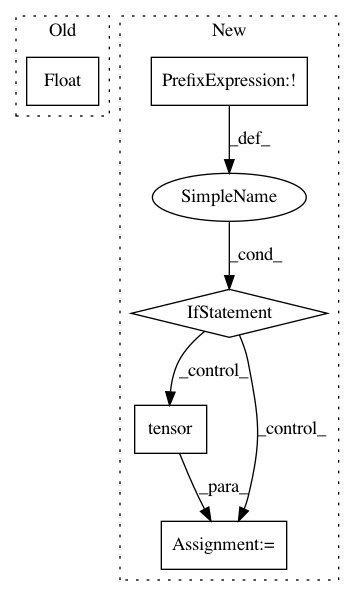 Old
New
Float
PrefixExpression:!
_def_
SimpleName
_cond_
IfStatement
_control_
tensor
_control_
_para_
Assignment:=